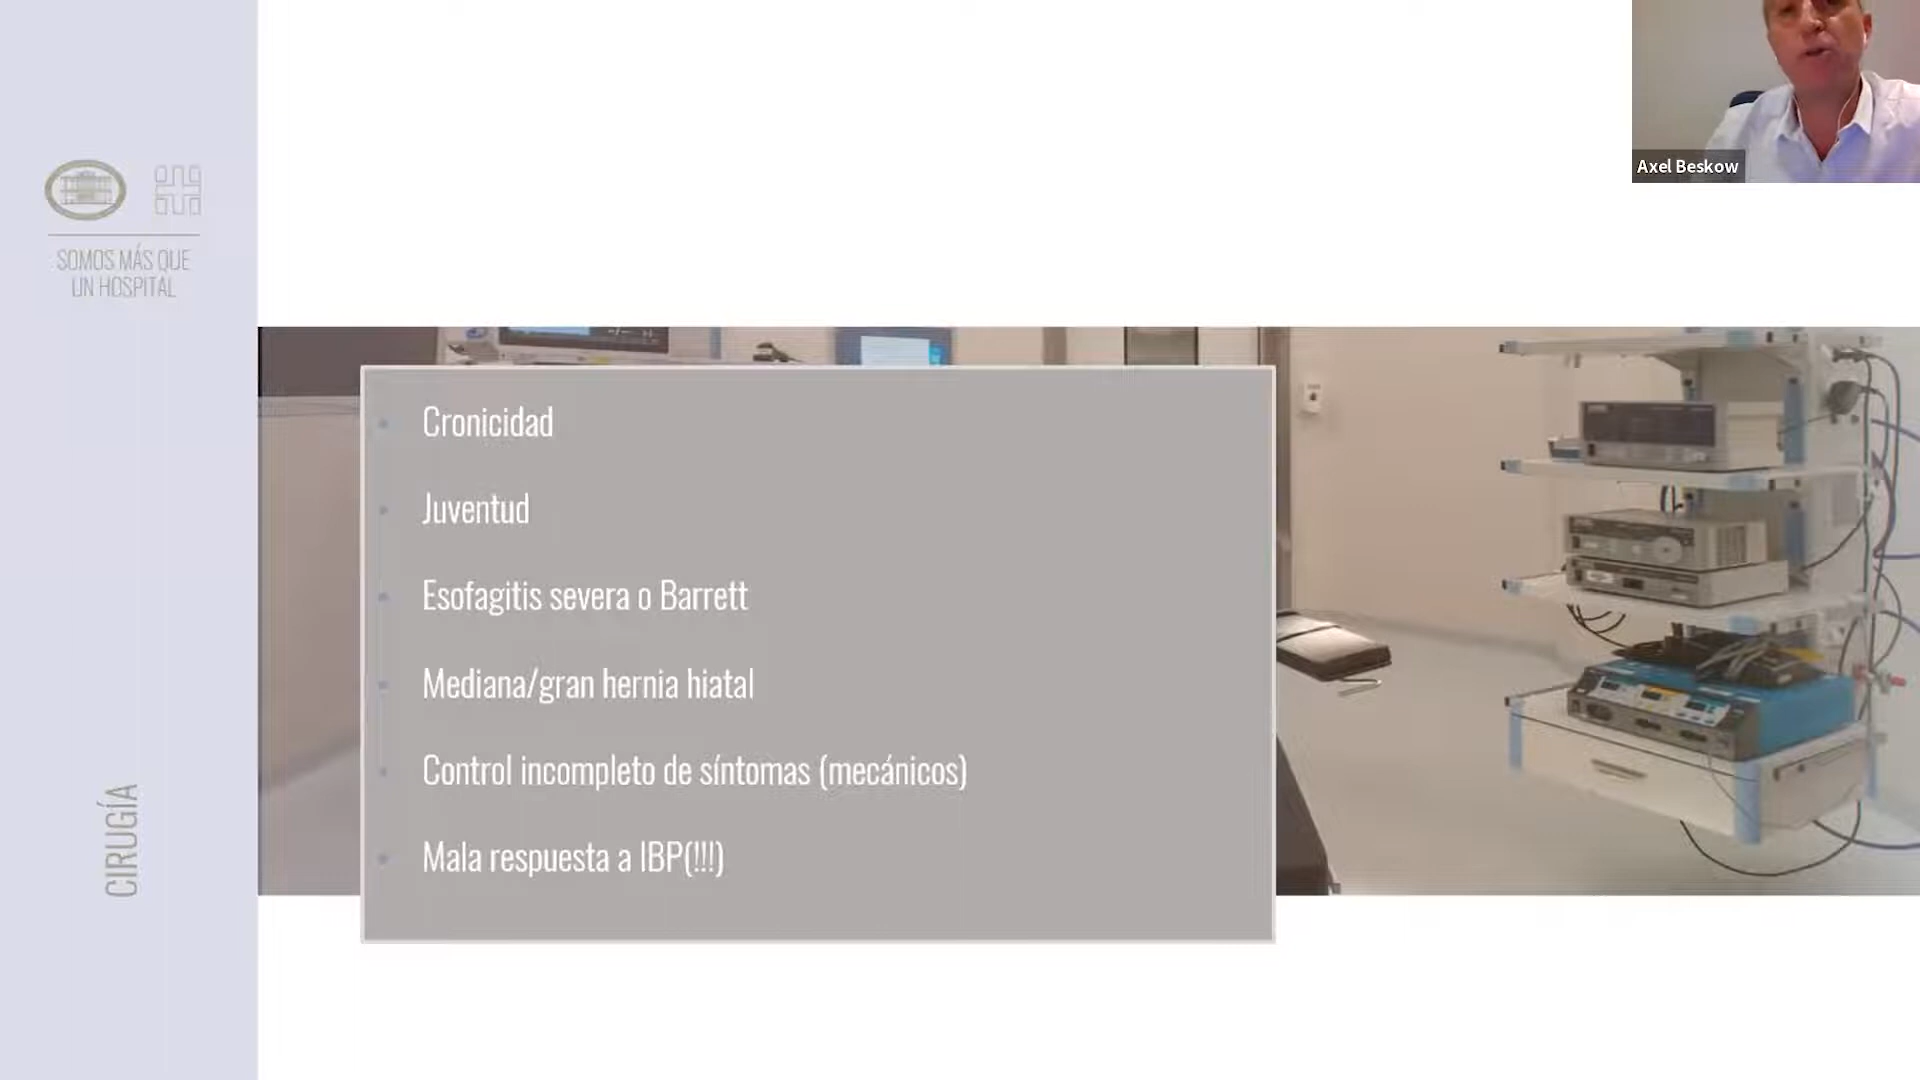 SOMOS MÁS QUE
UN HOSPITAL
CIRUGÍA
Cronicidad
Juventud
Esofagitis severa o Barrett
Mediana/gran hernia hiatal
Control incompleto de síntomas (mecánicos)
Mala respuesta a IBP(!!!)
Axel Beskow